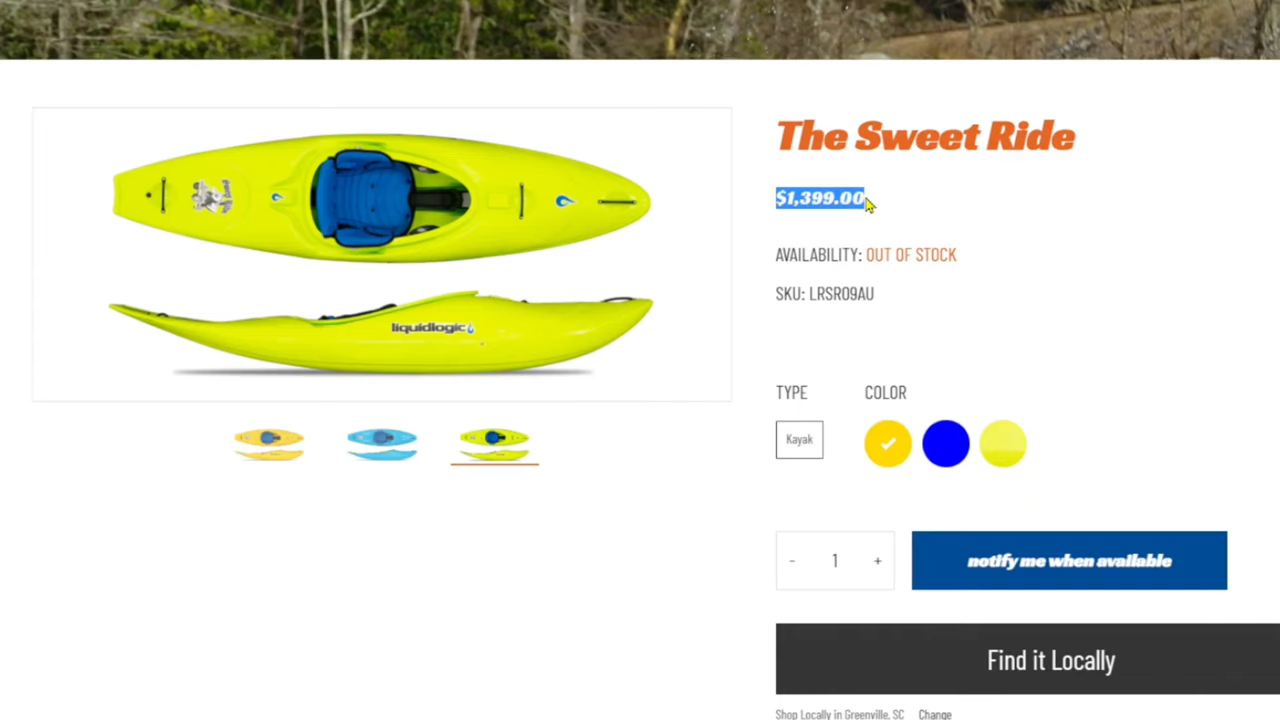 The Sweet Ride
$1,399.00
AVAILABILITY: OUT OF STOCK
SKU: LRSR09AU
liquidlogic
TYPE
COLOR
Kayak
- 1 +
notify me when available
Find it Locally
Shop Locally in Greenville, SC Change